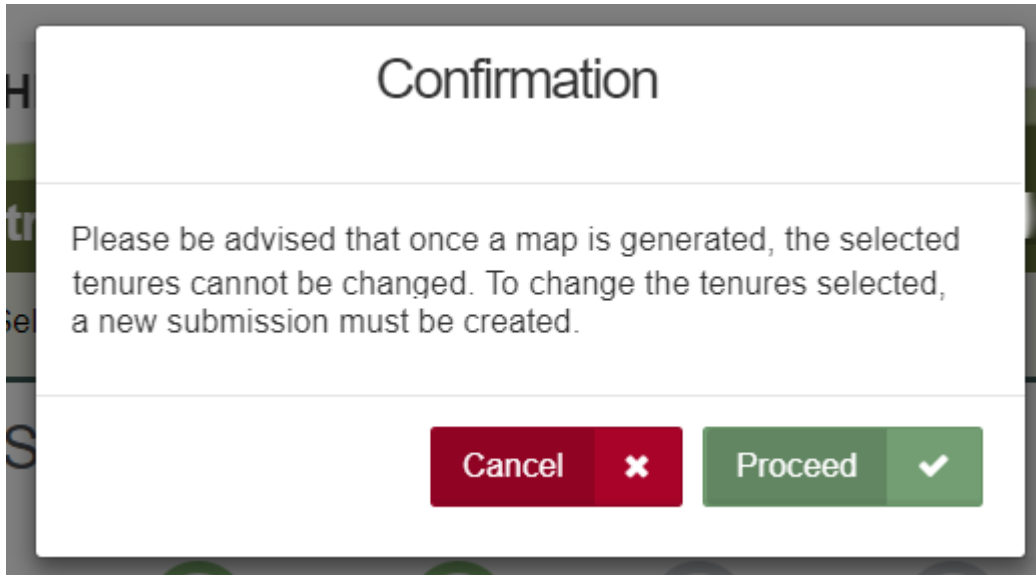 Confirmation
Please be advised that once a map is generated, the selected
tenures cannot be changed. To change the tenures selected,
a new submission must be created.
Cancel
Proceed